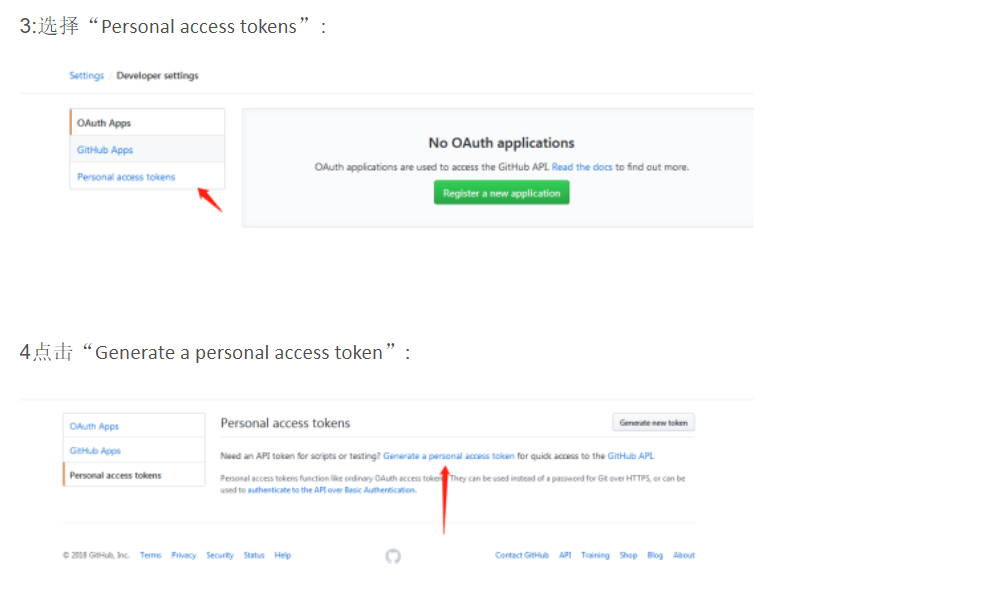 3:选择“Personal access tokens”:
Settings / Developer settings
OAuth Apps
GitHub Apps
Personal access tokens
No OAuth applications
OAuth applications are used to access the GitHub API. Read the docs to find out more.
Register a new application
4点击“Generate a personal access token”:
OAuth Apps
GitHub Apps
Personal access tokens
Personal access tokens
Generate new token
Need an API token for scripts or testing? Generate a personal access token for quick access to the GitHub API.
Personal access tokens function like ordinary OAuth access token They can be used instead of a password for Git over HTTPS, or can be
used to authenticate to the API over Basic Authentication.
© 2018 GitHub, Inc. Terms Privacy Security Status Help
Contact GitHub API Training Shop Blog About